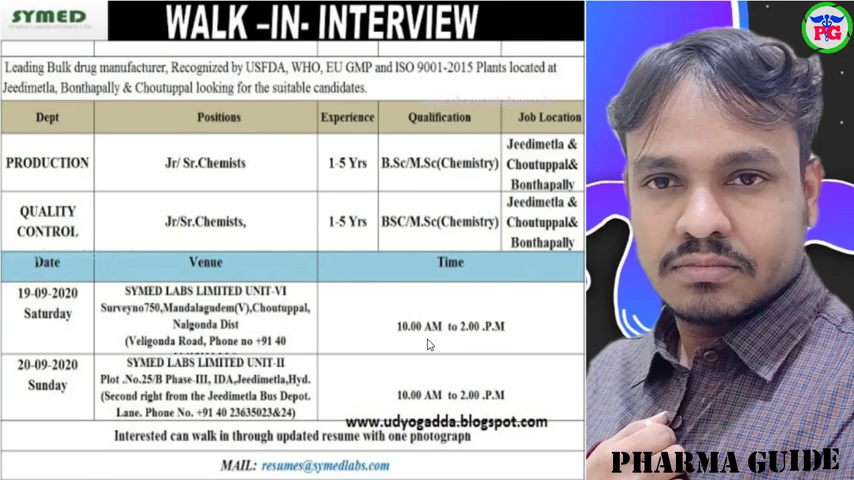 SYMED
WALK –IN- INTERVIEW
PG
Leading Bulk drug manufacturer, Recognized by USFDA, WHO, EU GMP and ISO 9001-2015 Plants located at
Jeedimetla, Bonthapally & Choutuppal looking for the suitable candidates.
Dept Positions Experience Qualification Job Location
PRODUCTION Jr/ Sr.Chemists 1-5 Yrs B.Sc/M.Sc(Chemistry) Jeedimetla &
Choutuppal&
Bonthapally
QUALITY
CONTROL Jr/Sr.Chemists, 1-5 Yrs BSC/M.Sc(Chemistry) Jeedimetla &
Choutuppal&
Bonthapally
Date Venue Time
19-09-2020
Saturday
SYMED LABS LIMITED UNIT-VI
Surveyno750,Mandalagudem(V),Choutuppal,
Nalgonda Dist
(Veligonda Road, Phone no +91 40
10.00 AM to 2.00 .P.M
20-09-2020
Sunday
SYMED LABS LIMITED UNIT-II
Plot .No.25/B Phase-III, IDA,Jeedimetla,Hyd.
(Second right from the Jeedimetla Bus Depot.
Lane. Phone No. +91 40 23635023&24)
10.00 AM to 2.00 .P.M
www.udyogadda.blogspot.com
Interested can walk in through updated resume with one photograph
MAIL: resumes@symedlabs.com
PHARMA GUIDE